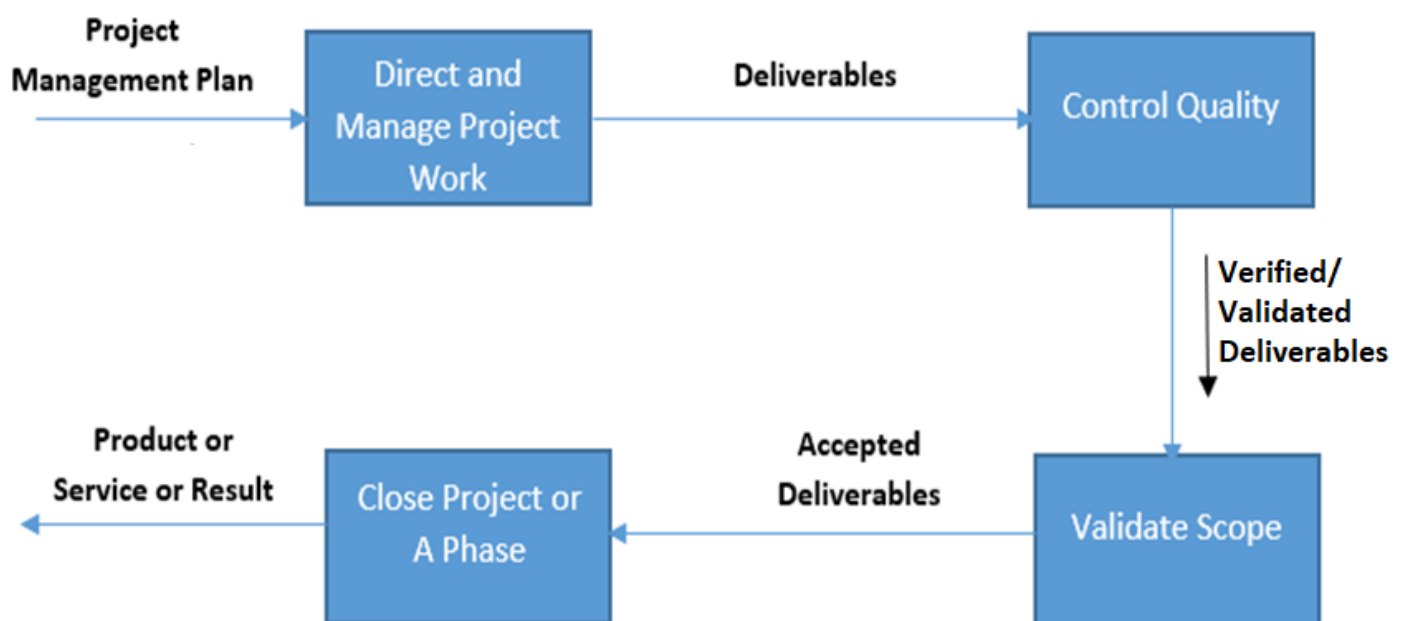 Project
Management Plan
Direct and
Manage Project
Work
Deliverables
Control Quality
Verified/
Validated
Deliverables
Validate Scope
Accepted
Deliverables
Close Project or
A Phase
Product or
Service or Result